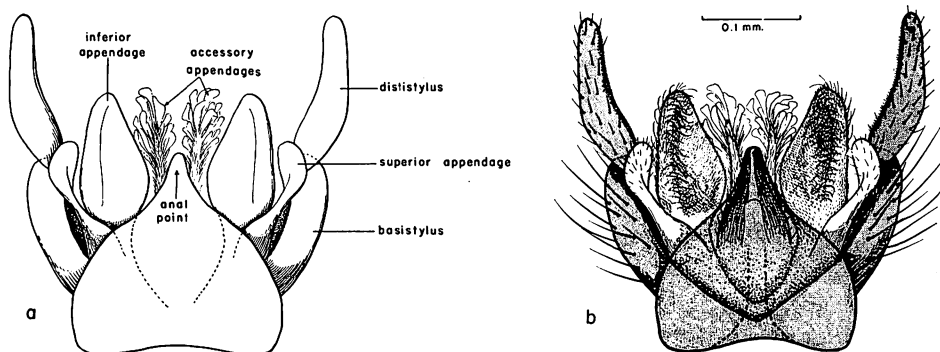 inferior
appendage
accessory
appendages
dististylus
superior appendage
anal
point
basistylus
a
0.1 mm.
b